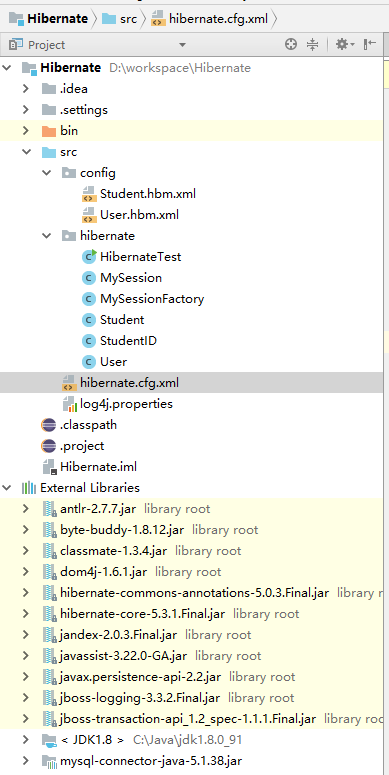 Hibernate src hibernate.cfg.xml
Project
Hibernate D:\workspace\Hibernate
.idea
.settings
bin
src
config
Student.hbm.xml
User.hbm.xml
hibernate
HibernateTest
MySession
MySessionFactory
Student
StudentID
User
hibernate.cfg.xml
log4j.properties
.classpath
.project
Hibernate.iml
External Libraries
antlr-2.7.7.jar library root
byte-buddy-1.8.12.jar library root
classmate-1.3.4.jar library root
dom4j-1.6.1.jar library root
hibernate-commons-annotations-5.0.3.Final.jar library root
hibernate-core-5.3.1.Final.jar library root
jandex-2.0.3.Final.jar library root
javassist-3.22.0-GA.jar library root
javax.persistence-api-2.2.jar library root
jboss-logging-3.3.2.Final.jar library root
jboss-transaction-api_1.2_spec-1.1.1.Final.jar library root
< JDK1.8 > C:\Java\jdk1.8.0_91
mysql-connector-java-5.1.38.jar